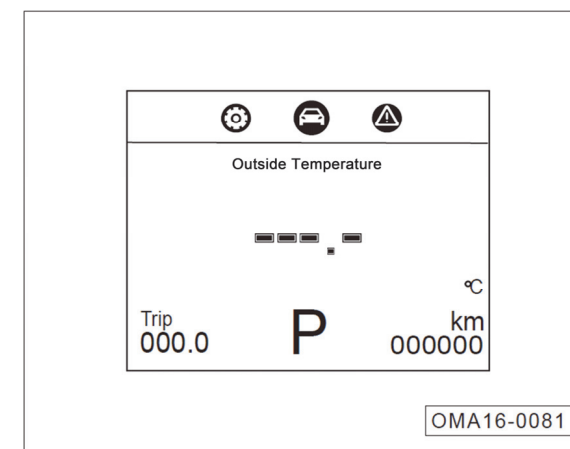 Outside Temperature
---.-
℃
Trip
000.0
P
km
000000
OMA16-0081